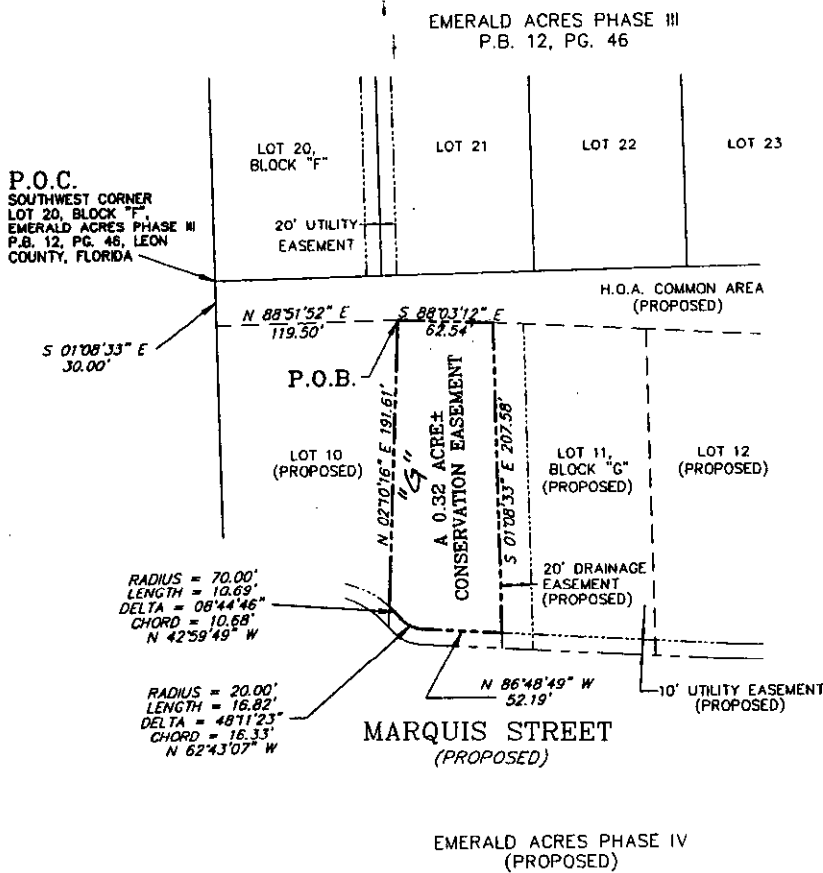 EMERALD ACRES PHASE III
P.B. 12, PG. 46
LOT 20,
BLOCK "F"
LOT 21
LOT 22
LOT 23
P.O.C.
SOUTHWEST CORNER
LOT 20, BLOCK "F",
EMERALD ACRES PHASE III
P.B. 12, PG. 46, LEON
COUNTY, FLORIDA
20' UTILITY
EASEMENT
H.O.A. COMMON AREA
(PROPOSED)
N 88°51'52" E
119.50'
S 88°03'12" E
62.54'
S 01°08'33" E
30.00'
P.O.B.
N 02°10'16" E 191.61'
"G"
A 0.32 ACRE±
CONSERVATION EASEMENT
S 01°08'33" E 207.58'
LOT 10
(PROPOSED)
LOT 11,
BLOCK "G"
(PROPOSED)
LOT 12
(PROPOSED)
20' DRAINAGE
EASEMENT
(PROPOSED)
RADIUS = 70.00'
LENGTH = 10.69'
DELTA = 08°44'46"
CHORD = 10.68'
N 42°59'49" W
RADIUS = 20.00'
LENGTH = 16.82'
DELTA = 48°11'23"
CHORD = 16.33'
N 62°43'07" W
N 86°48'49" W
52.19'
10' UTILITY EASEMENT
(PROPOSED)
MARQUIS STREET
(PROPOSED)
EMERALD ACRES PHASE IV
(PROPOSED)